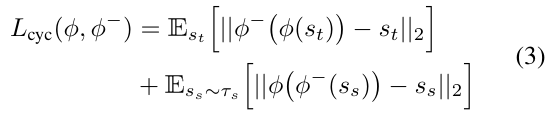 L_cyc(ϕ, ϕ⁻) = 𝔼_{s_t}[||ϕ⁻(ϕ(s_t)) − s_t||₂]
+ 𝔼_{s_s∼τ_s}[||ϕ(ϕ⁻(s_s)) − s_s||₂]
(3)